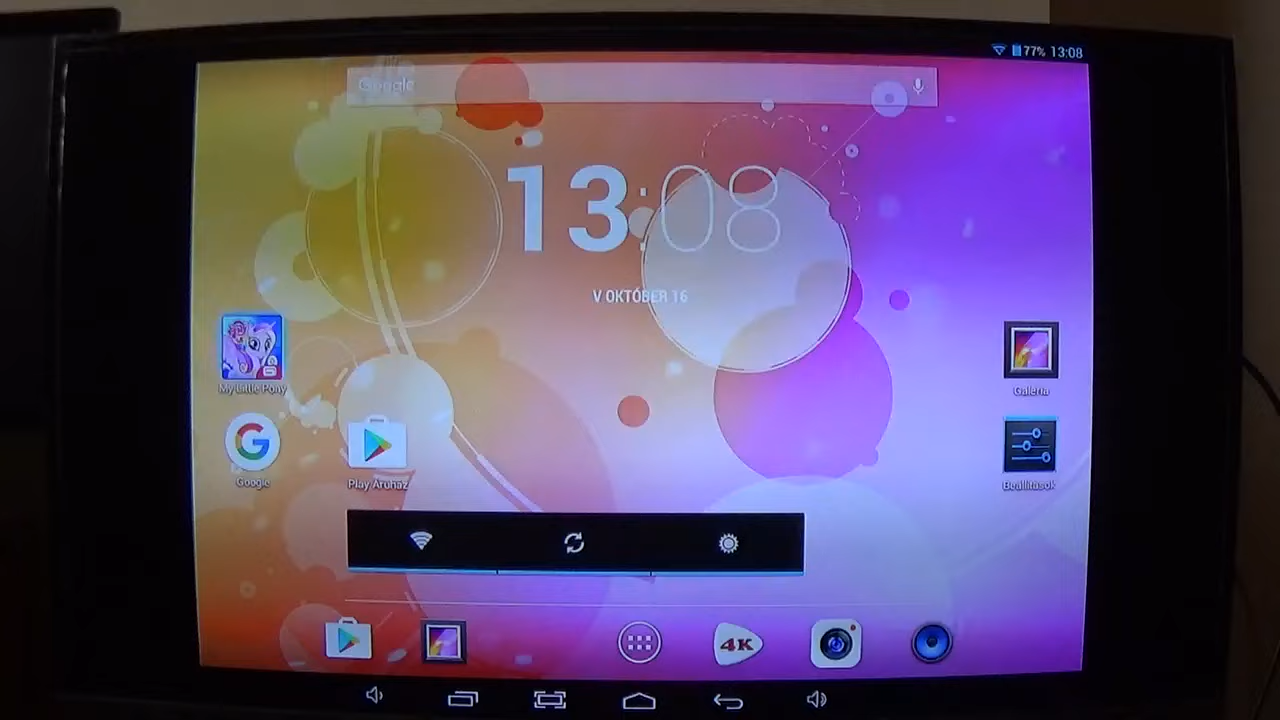 77% 13:08
Google
13:08
V OKTÓBER 16
My Little Pony
Galéria
Google
Play Áruház
Beállítások
4K